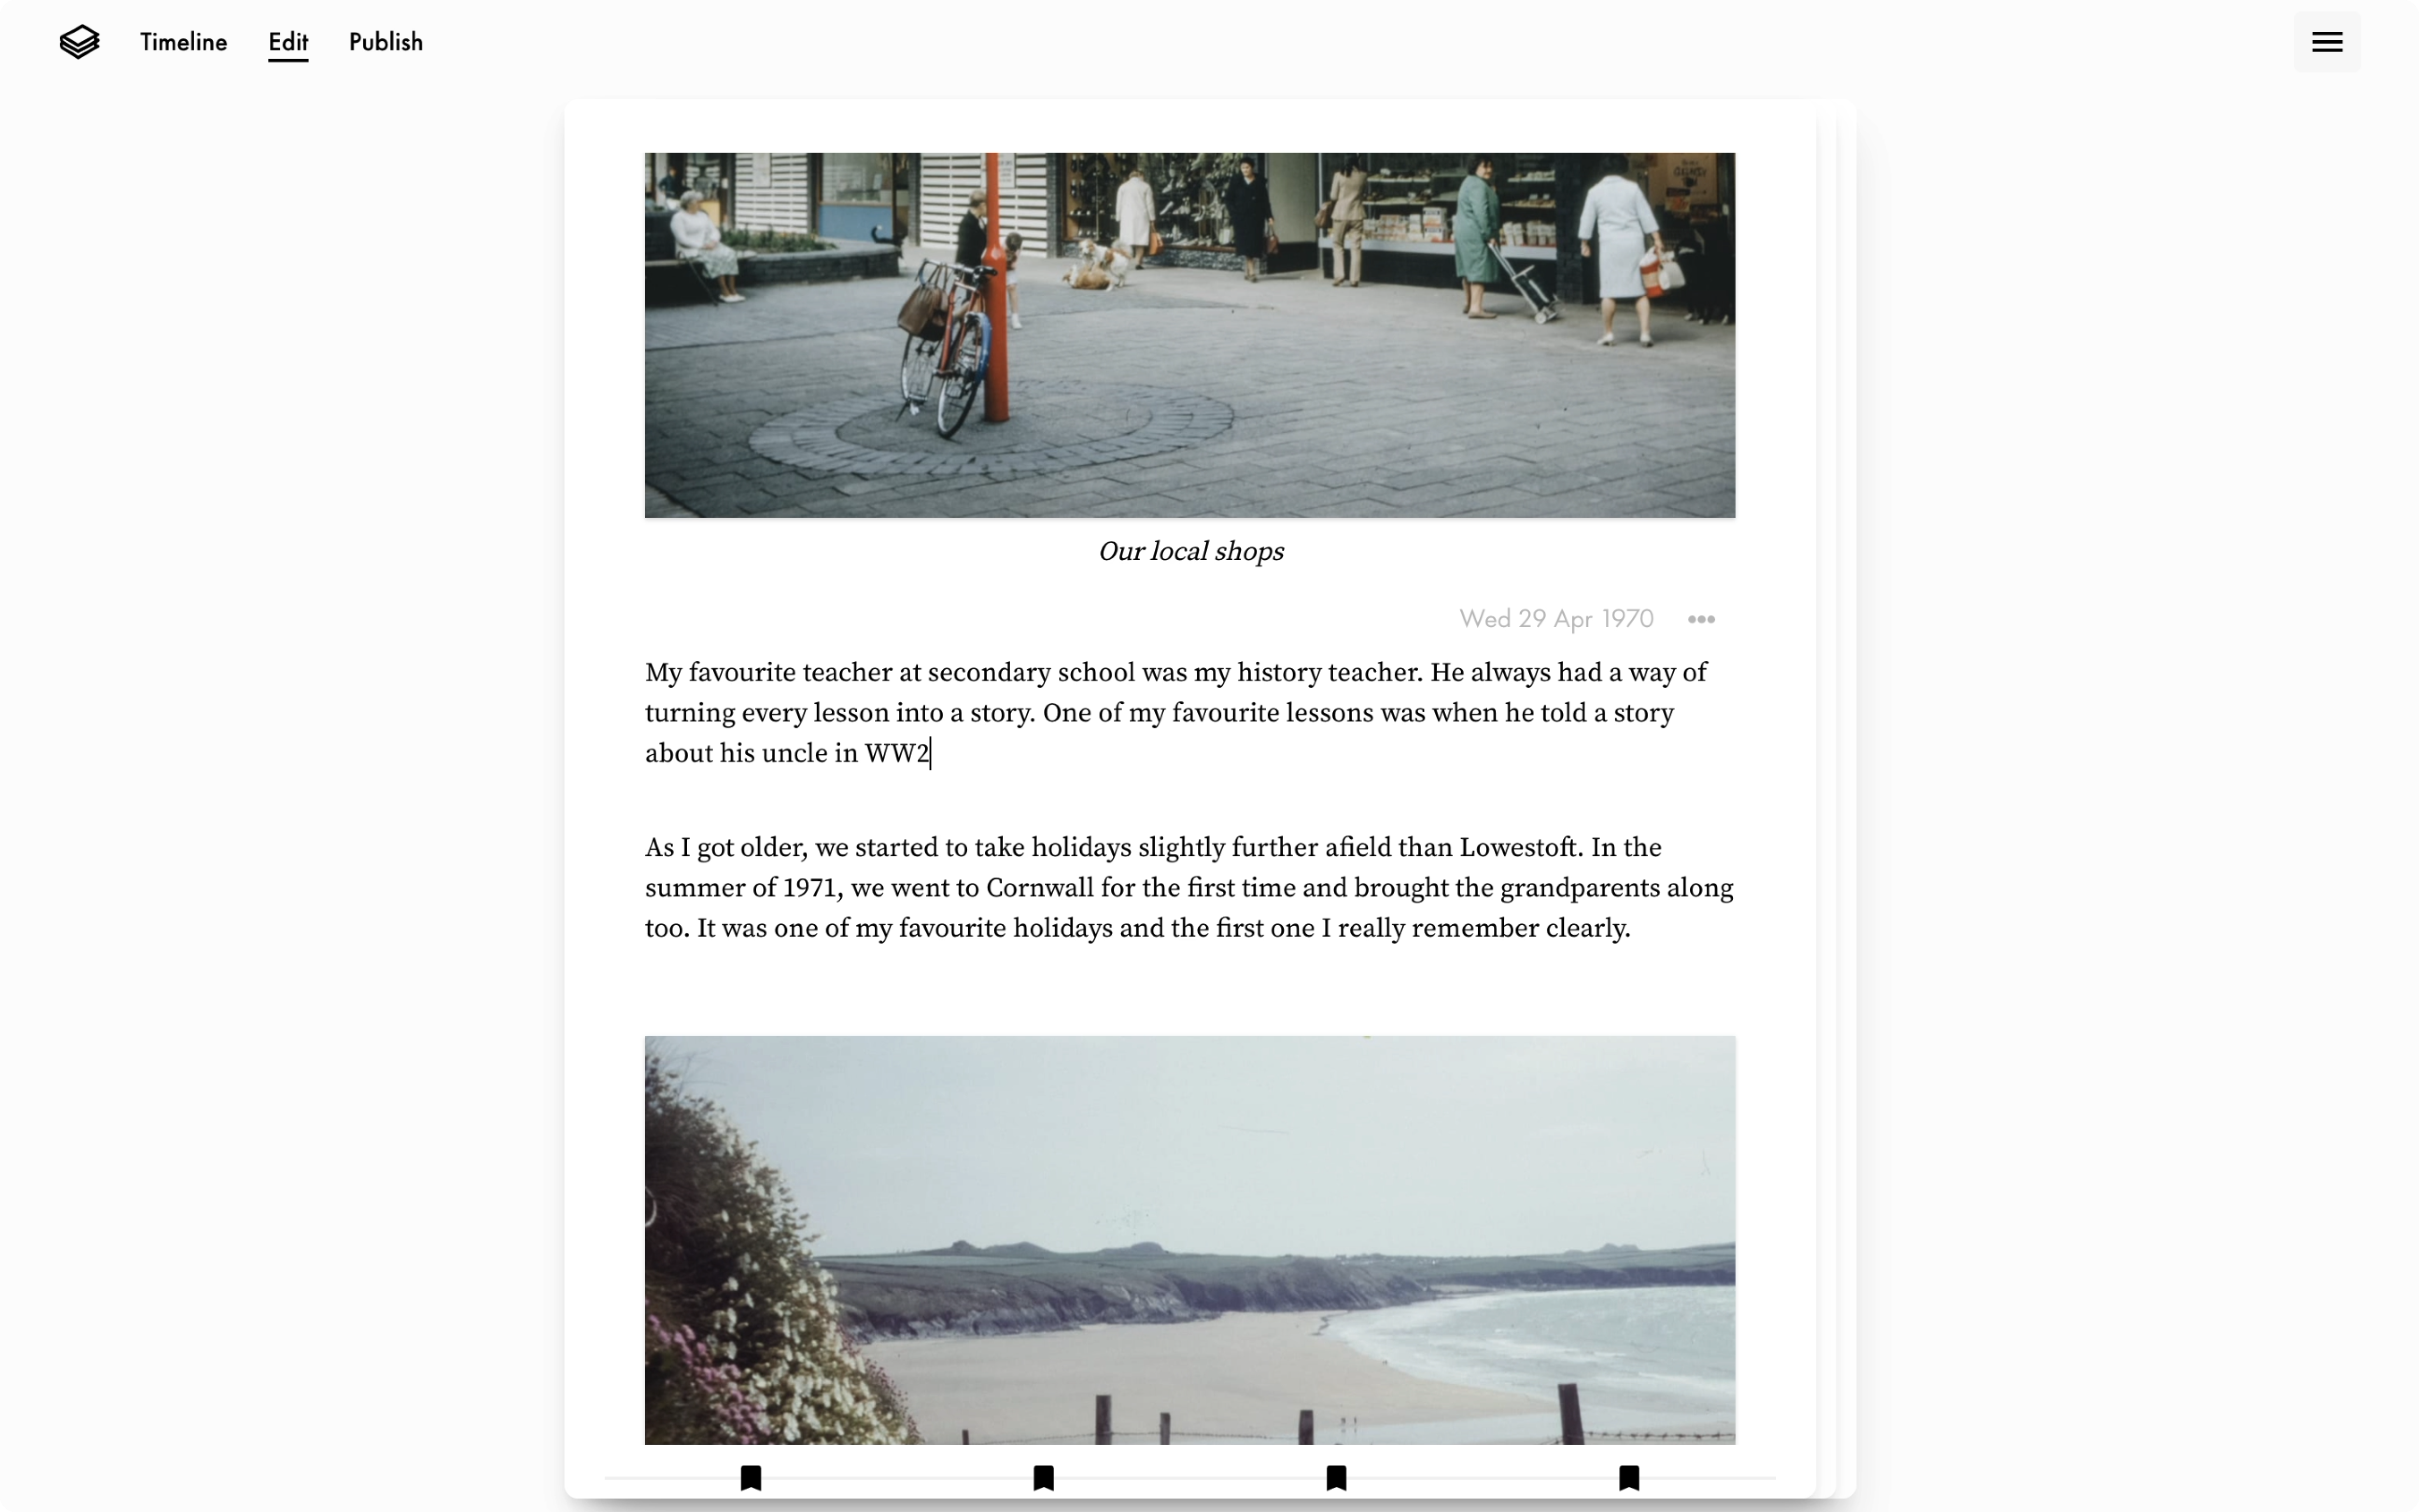 Timeline Edit Publish
Our local shops
Wed 29 Apr 1970
My favourite teacher at secondary school was my history teacher. He always had a way of
turning every lesson into a story. One of my favourite lessons was when he told a story
about his uncle in WW2
As I got older, we started to take holidays slightly further afield than Lowestoft. In the
summer of 1971, we went to Cornwall for the first time and brought the grandparents along
too. It was one of my favourite holidays and the first one I really remember clearly.